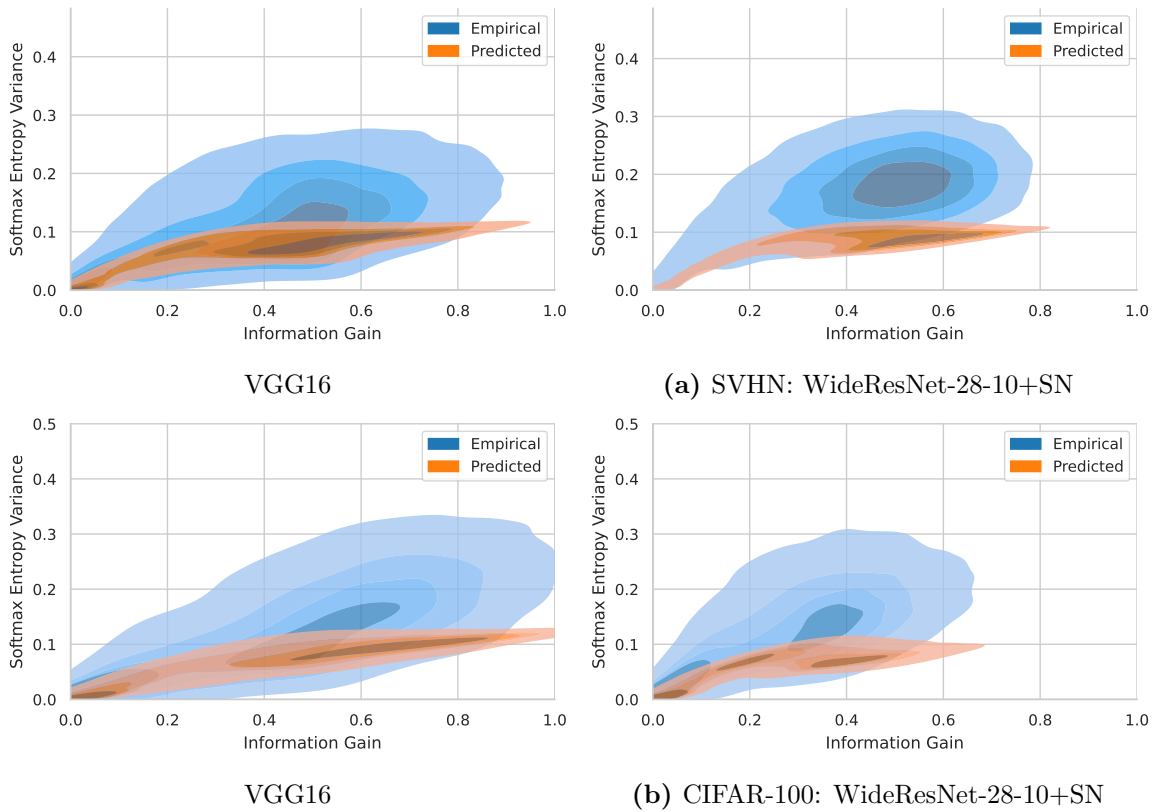 Softmax Entropy Variance
0.4
0.3
0.2
0.1
0.0
Empirical
Predicted
0.0 0.2 0.4 0.6 0.8 1.0
Information Gain
VGG16
Softmax Entropy Variance
0.4
0.3
0.2
0.1
0.0
Empirical
Predicted
0.0 0.2 0.4 0.6 0.8 1.0
Information Gain
(a) SVHN: WideResNet-28-10+SN
Softmax Entropy Variance
0.5
0.4
0.3
0.2
0.1
0.0
Empirical
Predicted
0.0 0.2 0.4 0.6 0.8 1.0
Information Gain
VGG16
Softmax Entropy Variance
0.5
0.4
0.3
0.2
0.1
0.0
Empirical
Predicted
0.0 0.2 0.4 0.6 0.8 1.0
Information Gain
(b) CIFAR-100: WideResNet-28-10+SN